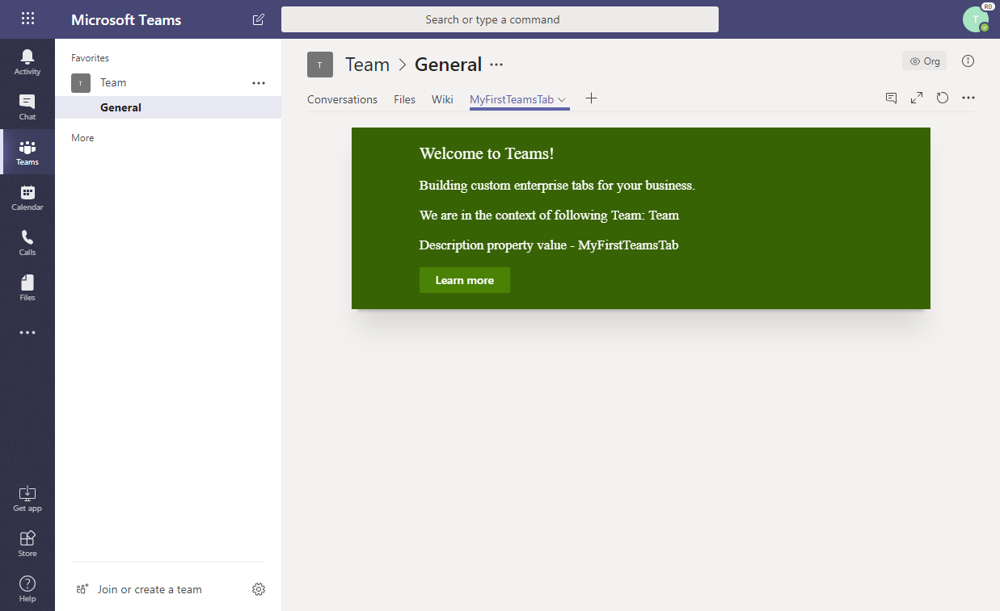 Microsoft Teams
Search or type a command
T
R0
Activity
Chat
Teams
Calendar
Calls
Files
Get app
Store
Help
Favorites
T Team
General
More
Join or create a team
T Team General
Org
Conversations Files Wiki MyFirstTeamsTab
Welcome to Teams!
Building custom enterprise tabs for your business.
We are in the context of following Team: Team
Description property value - MyFirstTeamsTab
Learn more